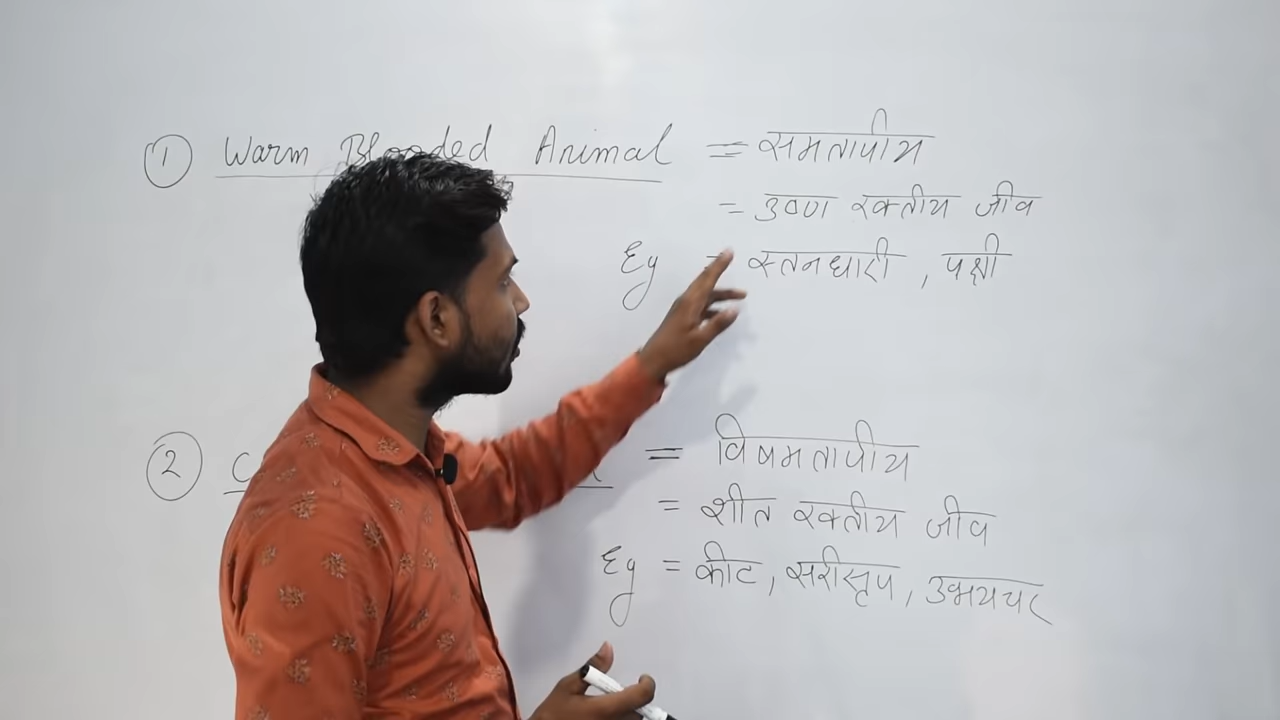 1 Warm Blooded Animal = समतापीय
= उष्ण रक्तीय जीव
Eg = स्तनधारी , पक्षी
2 = विषमतापीय
= शीत रक्तीय जीव
Eg = कीट, सरीसृप, उभयचर